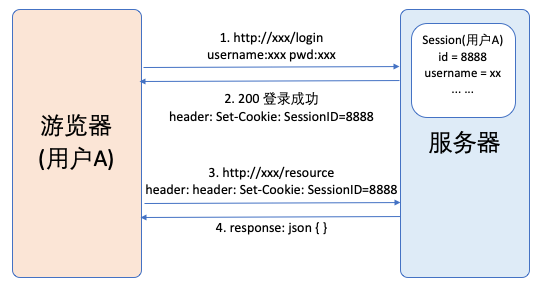 游览器
(用户A)
1. http://xxx/login
username:xxx pwd:xxx
2. 200 登录成功
header: Set-Cookie: SessionID=8888
3. http://xxx/resource
header: header: Set-Cookie: SessionID=8888
4. response: json { }
Session(用户A)
id = 8888
username = xx
... ...
服务器